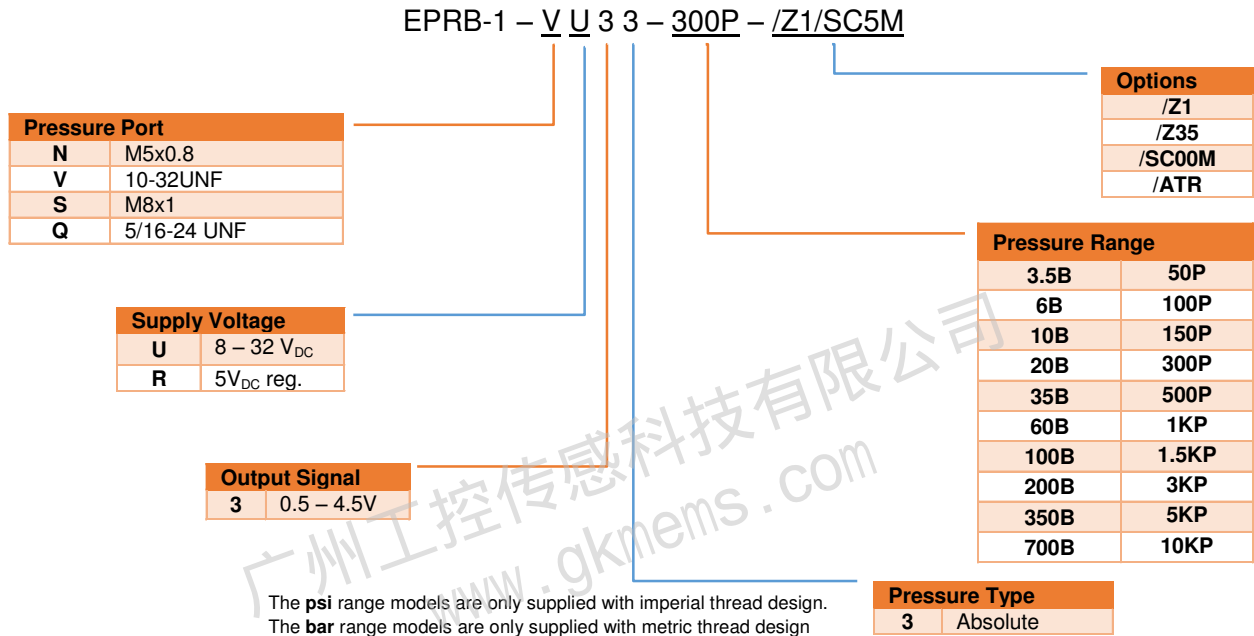 EPRB-1 – V U 3 3 – 300P – /Z1/SC5M
Options
/Z1
/Z35
/SC00M
/ATR
Pressure Port
N M5x0.8
V 10-32UNF
S M8x1
Q 5/16-24 UNF
Pressure Range
3.5B 50P
6B 100P
10B 150P
20B 300P
35B 500P
60B 1KP
100B 1.5KP
200B 3KP
350B 5KP
700B 10KP
Supply Voltage
U 8 – 32 VDC
R 5VDC reg.
Output Signal
3 0.5 – 4.5V
广州工控传感科技有限公司
www.gkmems.com
Pressure Type
3 Absolute
The psi range models are only supplied with imperial thread design.
The bar range models are only supplied with metric thread design